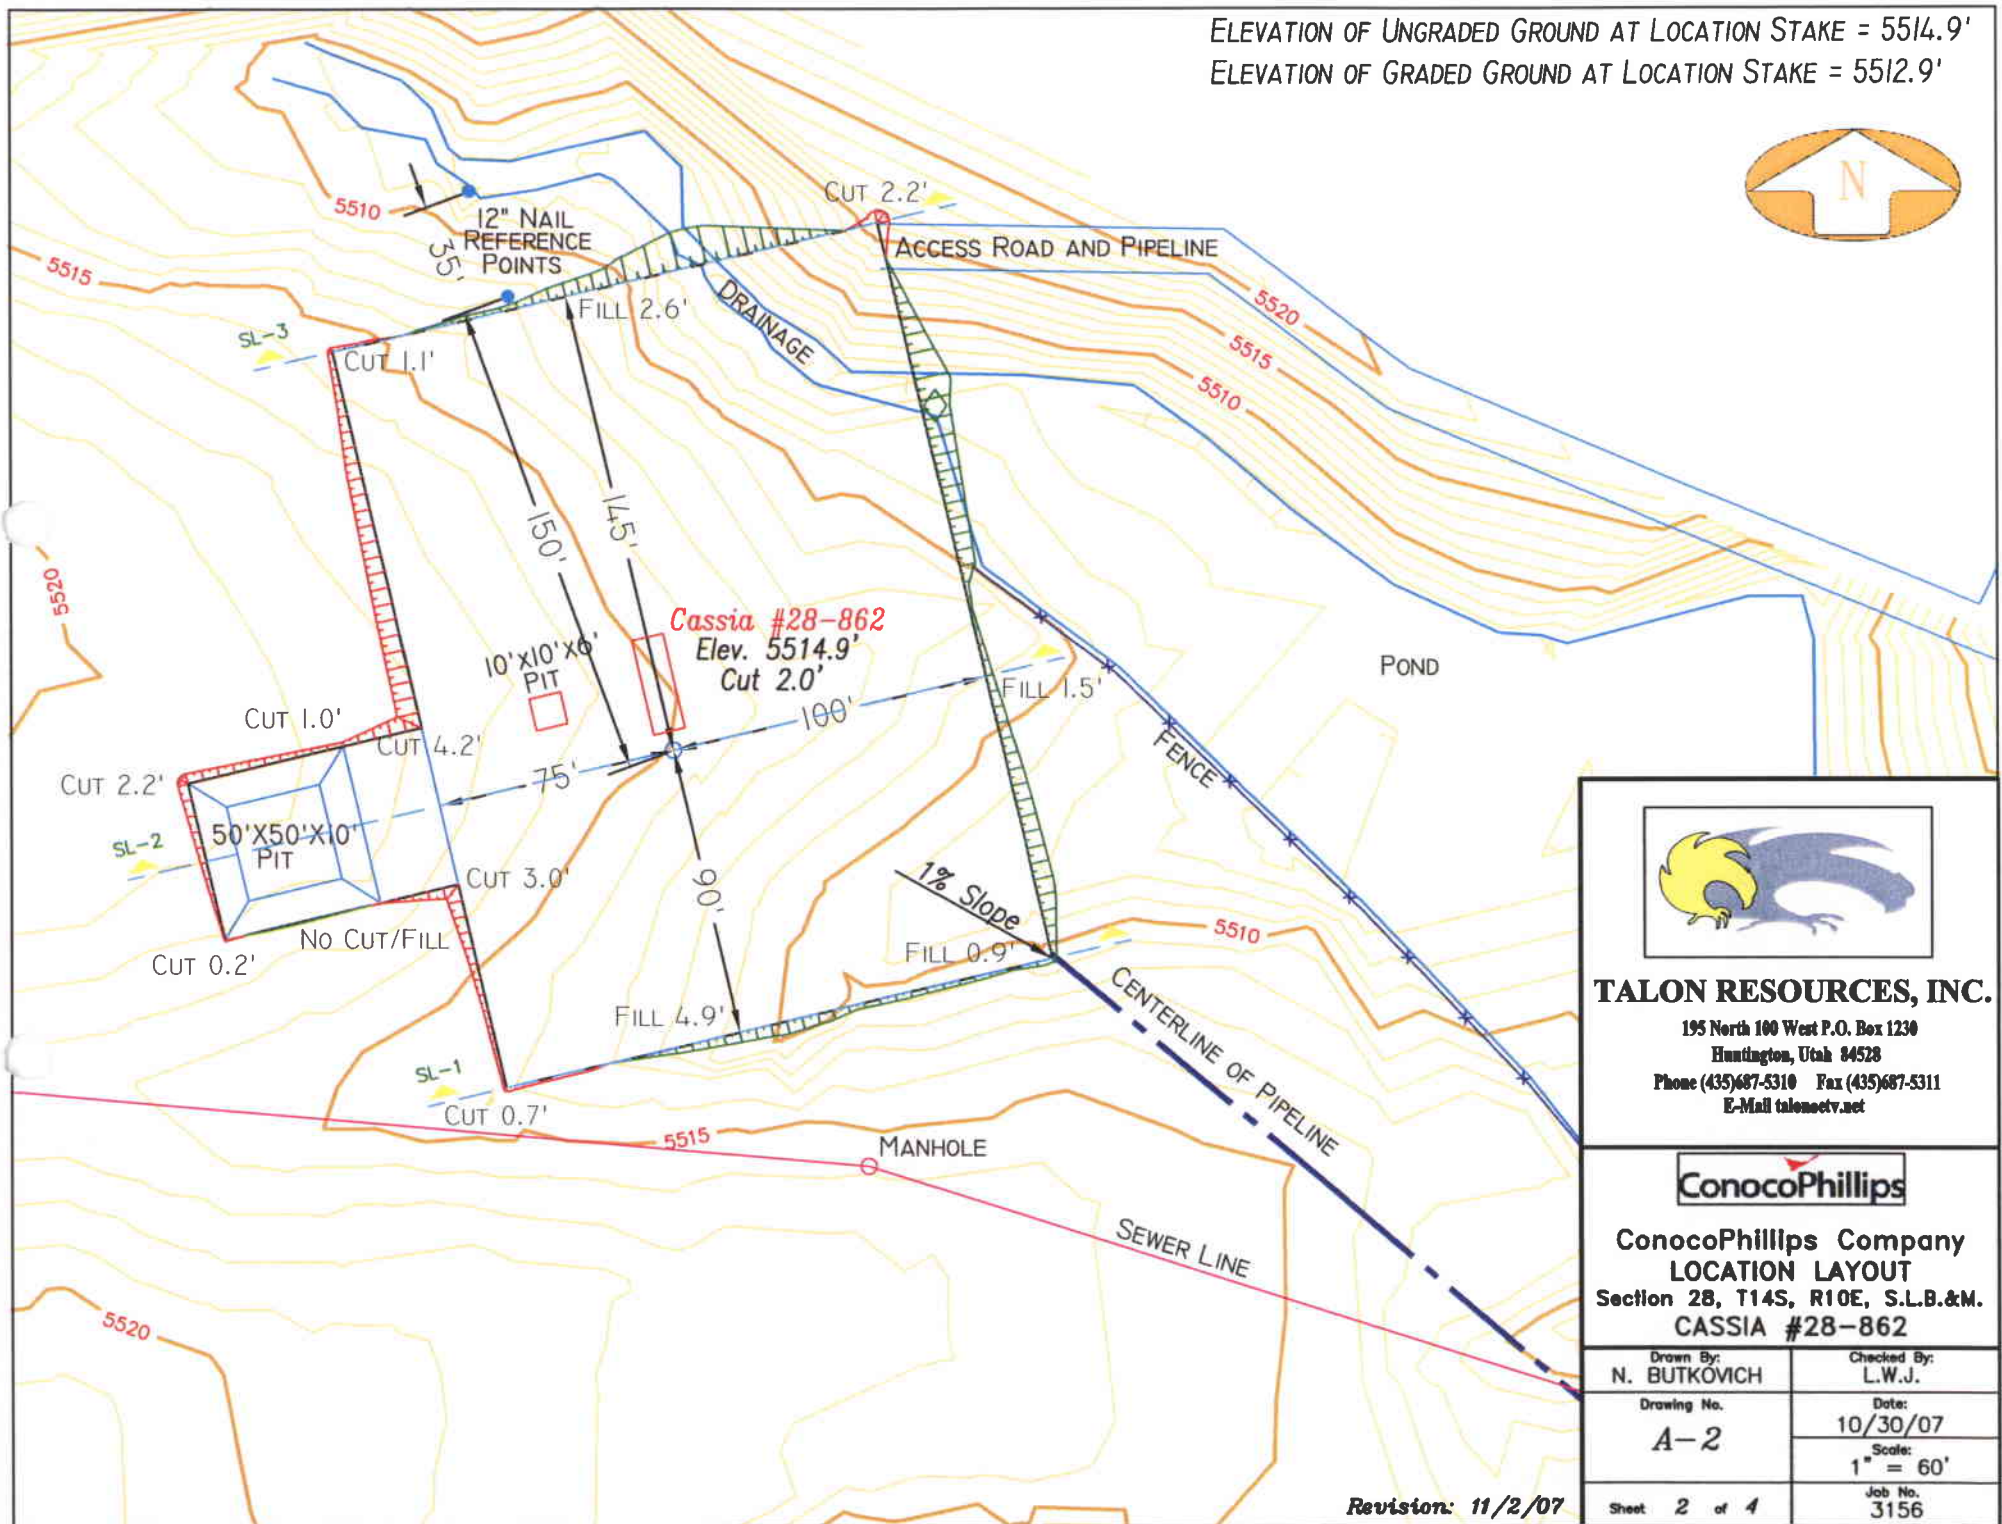 ELEVATION OF UNGRADED GROUND AT LOCATION STAKE = 5514.9'
ELEVATION OF GRADED GROUND AT LOCATION STAKE = 5512.9'
N
CUT 2.2'
5510
12" NAIL
REFERENCE
POINTS
35'
ACCESS ROAD AND PIPELINE
5515
FILL 2.6'
DRAINAGE
5520
SL-3
CUT 1.1'
5515
5510
150'
145'
5520
Cassia #28-862
Elev. 5514.9'
Cut 2.0'
10'X10'X6'
PIT
POND
FILL 1.5'
100'
CUT 1.0'
CUT 4.2'
FENCE
75'
CUT 2.2'
50'X50'X10'
PIT
SL-2
CUT 3.0'
90'
1% Slope
5510
NO CUT/FILL
FILL 0.9'
CUT 0.2'
CENTERLINE OF PIPELINE
FILL 4.9'
SL-1
CUT 0.7'
5515
MANHOLE
SEWER LINE
5520
TALON RESOURCES, INC.
195 North 100 West P.O. Box 1230
Huntington, Utah 84528
Phone (435)687-5310 Fax (435)687-5311
E-Mail talonoetv.net
ConocoPhillips
ConocoPhillips Company
LOCATION LAYOUT
Section 28, T14S, R10E, S.L.B.&M.
CASSIA #28-862
Drawn By:
N. BUTKOVICH
Checked By:
L.W.J.
Drawing No.
A-2
Date:
10/30/07
Scale:
1" = 60'
Revision: 11/2/07
Sheet 2 of 4
Job No.
3156